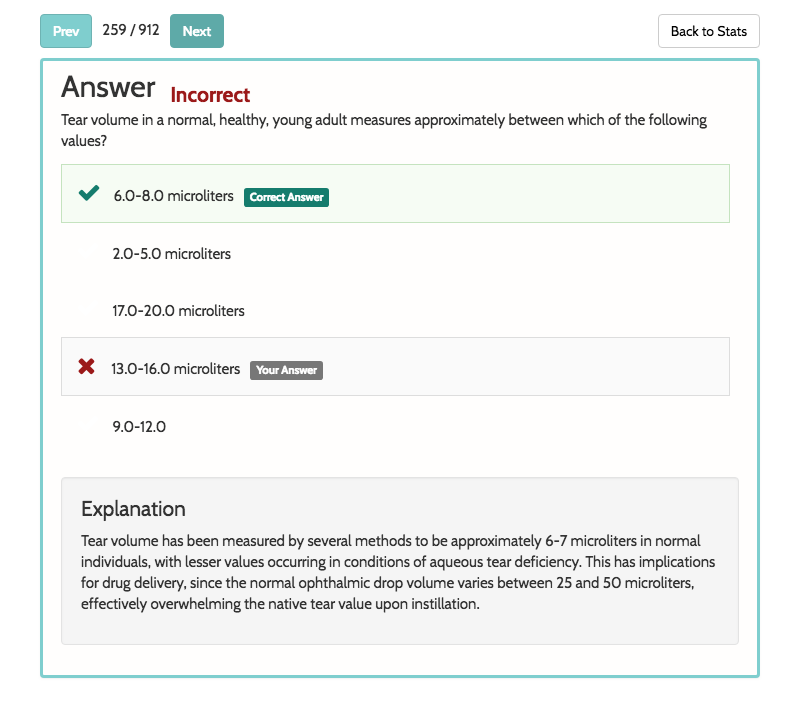 Prev 259 / 912 Next Back to Stats
Answer Incorrect
Tear volume in a normal, healthy, young adult measures approximately between which of the following
values?
6.0-8.0 microliters Correct Answer
2.0-5.0 microliters
17.0-20.0 microliters
13.0-16.0 microliters Your Answer
9.0-12.0
Explanation
Tear volume has been measured by several methods to be approximately 6-7 microliters in normal
individuals, with lesser values occurring in conditions of aqueous tear deficiency. This has implications
for drug delivery, since the normal ophthalmic drop volume varies between 25 and 50 microliters,
effectively overwhelming the native tear value upon instillation.